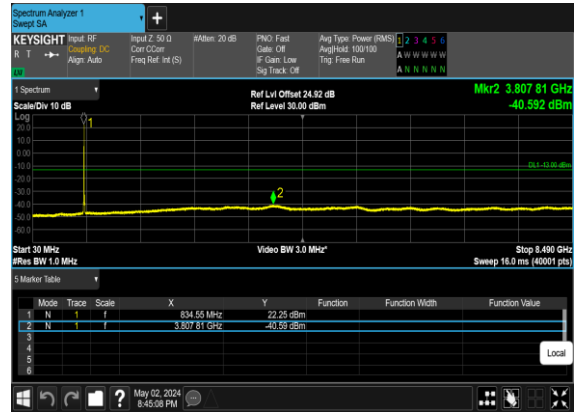 Spectrum Analyzer 1
Swept SA
+
KEYSIGHT Input: RF Input Z: 50 Ω #Atten: 20 dB PNO: Fast Avg Type: Power (RMS) 1 2 3 4 5 6
R T Coupling: DC Corr CCorr Gate: Off Avg|Hold: 100/100 A W W W W W
Align: Auto Freq Ref: Int (S) IF Gain: Low Trig: Free Run
LW Sig Track: Off A N N N N N
1 Spectrum Ref Lvl Offset 24.92 dB Mkr2 3.807 81 GHz
Scale/Div 10 dB Ref Level 30.00 dBm -40.592 dBm
Log
1
20.0
10.0
0.00
-10.0
DL1 -13.00 dBm
-20.0
-30.0
2
-40.0
-50.0
-60.0
Start 30 MHz Video BW 3.0 MHz* Stop 8.490 GHz
#Res BW 1.0 MHz Sweep 16.0 ms (40001 pts)
5 Marker Table
Mode Trace Scale X Y Function Function Width Function Value
1 N 1 f 834.55 MHz 22.25 dBm
2 N 1 f 3.807 81 GHz -40.59 dBm
3
4
5
6
Local
? May 02, 2024
8:45:08 PM